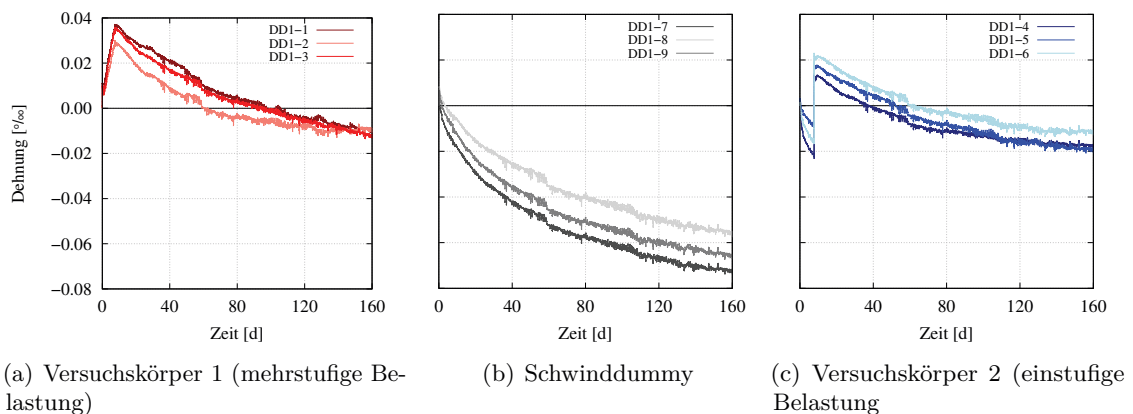 0.04
0.02
0.00
−0.02
−0.04
−0.06
−0.08
Dehnung [‰]
DD1−1
DD1−2
DD1−3
0 40 80 120 160
Zeit [d]
DD1−7
DD1−8
DD1−9
0 40 80 120 160
Zeit [d]
DD1−4
DD1−5
DD1−6
0 40 80 120 160
Zeit [d]
(a) Versuchskörper 1 (mehrstufige Be-
lastung)
(b) Schwinddummy
(c) Versuchskörper 2 (einstufige
Belastung